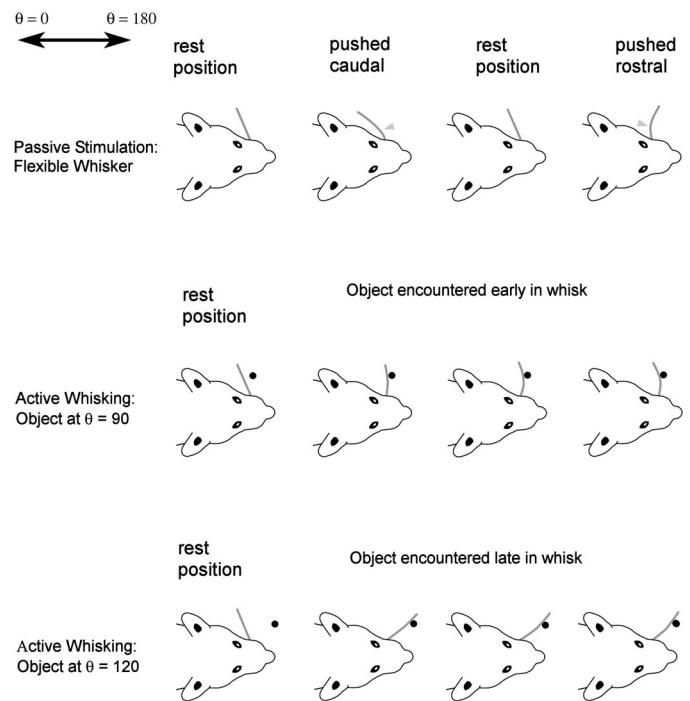 θ = 0 θ = 180
rest position
pushed caudal
rest position
pushed rostral
Passive Stimulation:
Flexible Whisker
rest position
Object encountered early in whisk
Active Whisking:
Object at θ = 90
rest position
Object encountered late in whisk
Active Whisking:
Object at θ = 120